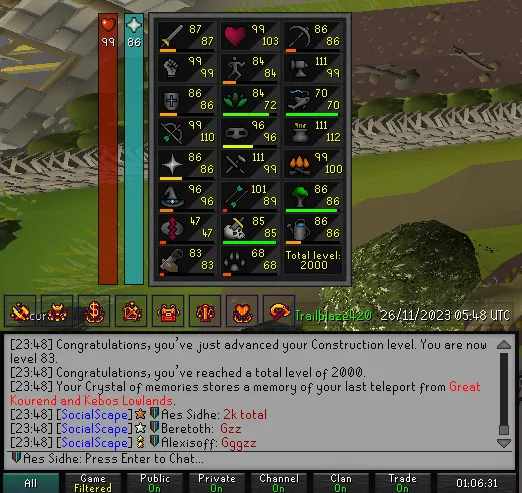 87 87 99 103 86 86
99 99 84 84 111 99
86 86 84 72 70 70
99 110 96 96 111 112
86 86 111 99 99 100
96 96 101 89 86 86
47 47 85 85 86 86
83 83 68 68 Total level: 2000
99 86
Trailblaze420 26/11/2023 05:48 UTC
[23:48] Congratulations, you've just advanced your Construction level. You are now
level 83.
[23:48] Congratulations, you've reached a total level of 2000.
[23:48] Your Crystal of memories stores a memory of your last teleport from Great
Kourend and Kebos Lowlands.
[23:48] [SocialScape] Aes Sidhe: 2k total
[23:48] [SocialScape] Beretoth: Gzz
[23:48] [SocialScape] Alexisoff: Gggzz
Aes Sidhe: Press Enter to Chat...
All Game Filtered Public On Private On Channel On Clan On Trade On 01:06:31